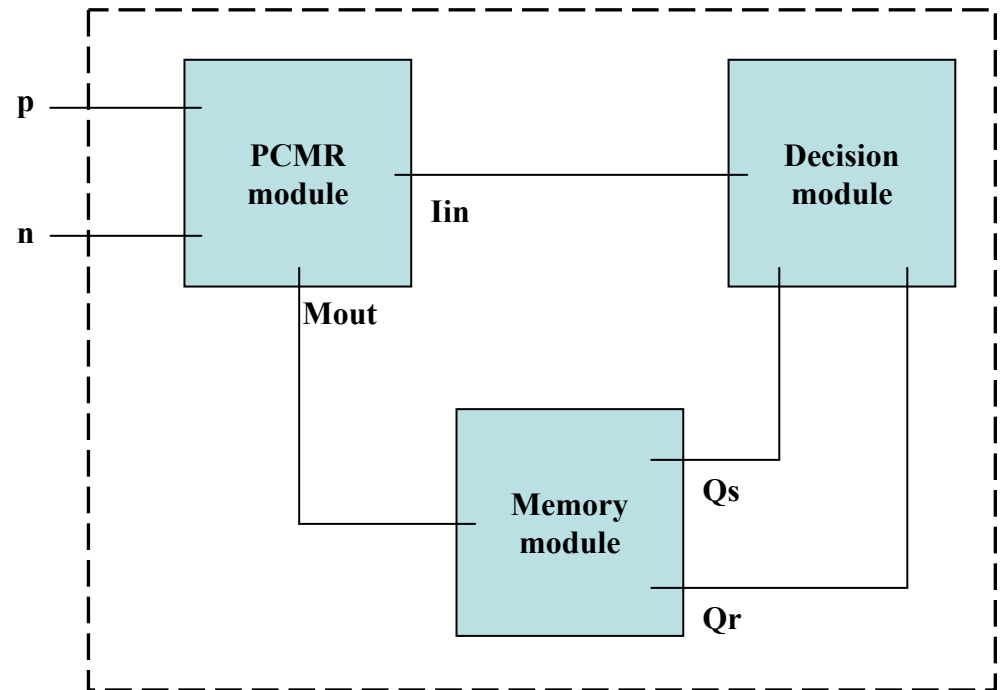 p
n
PCMR
module
Iin
Decision
module
Mout
Memory
module
Qs
Qr